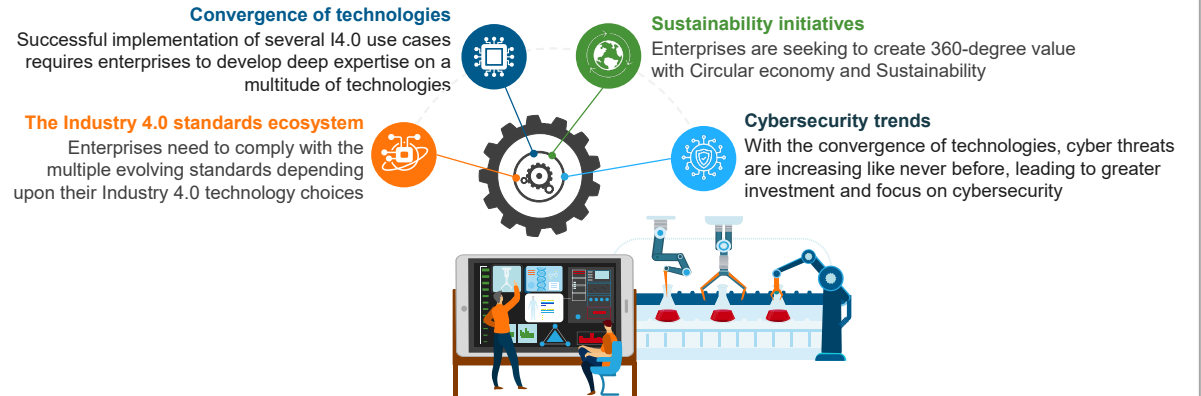 Convergence of technologies
Successful implementation of several I4.0 use cases
requires enterprises to develop deep expertise on a
multitude of technologies
Sustainability initiatives
Enterprises are seeking to create 360-degree value
with Circular economy and Sustainability
The Industry 4.0 standards ecosystem
Enterprises need to comply with the
multiple evolving standards depending
upon their Industry 4.0 technology choices
Cybersecurity trends
With the convergence of technologies, cyber threats
are increasing like never before, leading to greater
investment and focus on cybersecurity